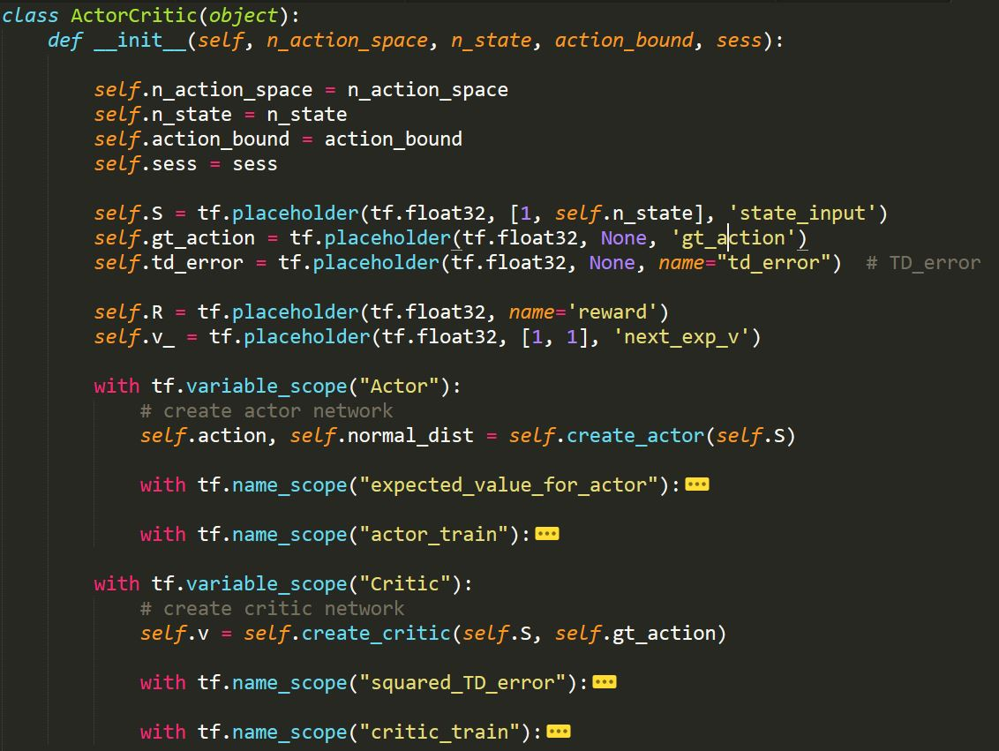 class ActorCritic(object):
    def __init__(self, n_action_space, n_state, action_bound, sess):
        self.n_action_space = n_action_space
        self.n_state = n_state
        self.action_bound = action_bound
        self.sess = sess
        self.S = tf.placeholder(tf.float32, [1, self.n_state], 'state_input')
        self.gt_action = tf.placeholder(tf.float32, None, 'gt_action')
        self.td_error = tf.placeholder(tf.float32, None, name="td_error")  # TD_error
        self.R = tf.placeholder(tf.float32, name='reward')
        self.v_ = tf.placeholder(tf.float32, [1, 1], 'next_exp_v')
        with tf.variable_scope("Actor"):
            # create actor network
            self.action, self.normal_dist = self.create_actor(self.S)
            with tf.name_scope("expected_value_for_actor"):
            with tf.name_scope("actor_train"):
        with tf.variable_scope("Critic"):
            # create critic network
            self.v = self.create_critic(self.S, self.gt_action)
            with tf.name_scope("squared_TD_error"):
            with tf.name_scope("critic_train"):